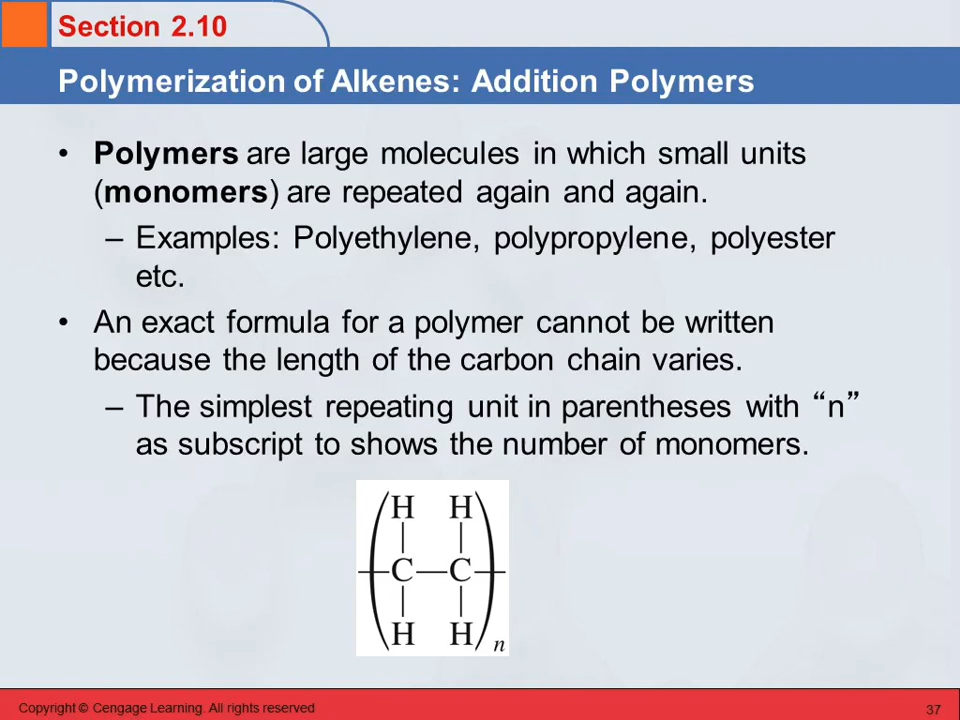 Section 2.10
Polymerization of Alkenes: Addition Polymers
• Polymers are large molecules in which small units
(monomers) are repeated again and again.
– Examples: Polyethylene, polypropylene, polyester
etc.
• An exact formula for a polymer cannot be written
because the length of the carbon chain varies.
– The simplest repeating unit in parentheses with “n”
as subscript to shows the number of monomers.
H H
C C
H H n
Copyright © Cengage Learning. All rights reserved
37